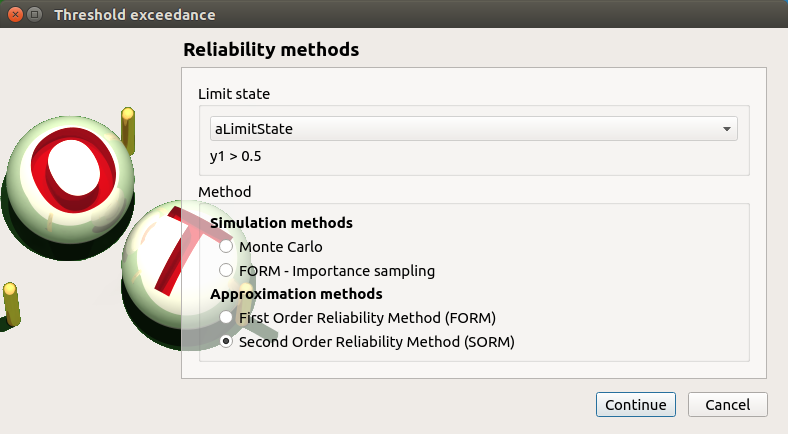 Threshold exceedance
Reliability methods
Limit state
aLimitState
y1 > 0.5
Method
Simulation methods
Monte Carlo
FORM - Importance sampling
Approximation methods
First Order Reliability Method (FORM)
Second Order Reliability Method (SORM)
Continue Cancel
O
T